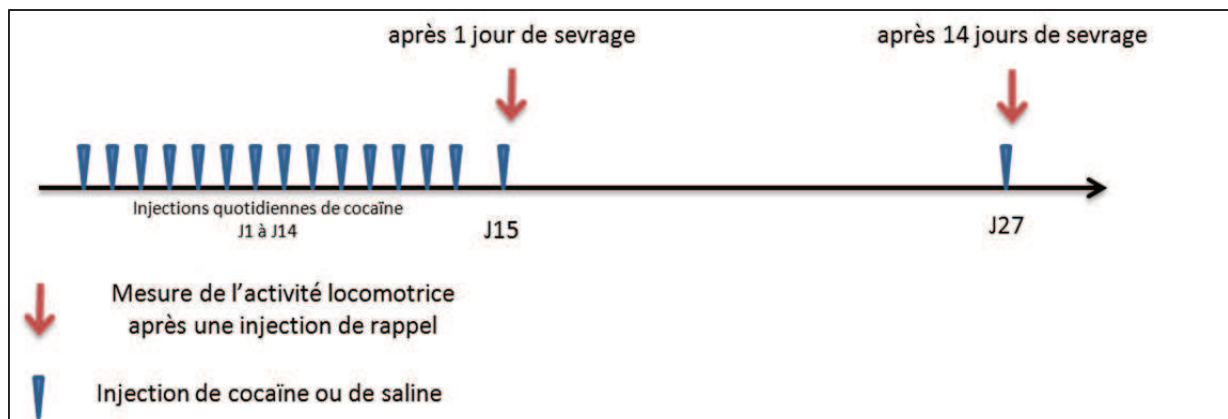 après 1 jour de sevrage
après 14 jours de sevrage
Injections quotidiennes de cocaïne
J1 à J14
J15
J27
Mesure de l'activité locomotrice
après une injection de rappel
Injection de cocaïne ou de saline